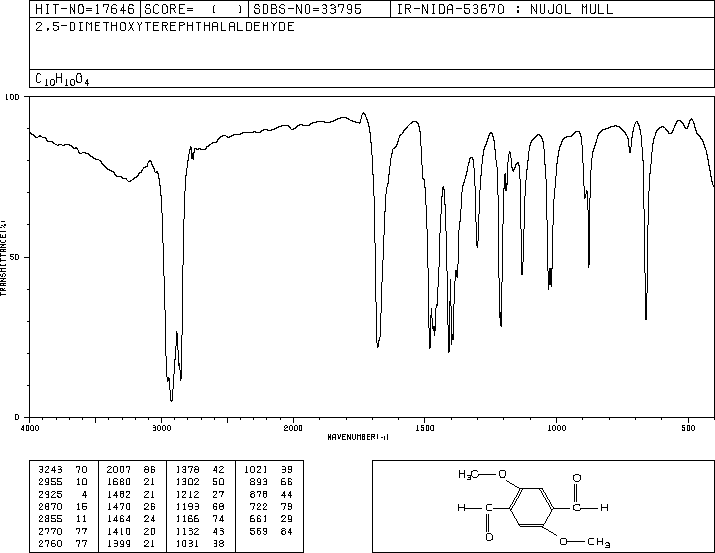 HIT-NO=17646 SCORE= ( ) SDBS-NO=33795 IR-NIDA-53670 : NUJOL MULL
2,5-DIMETHOXYTEREPHTHALALDEHYDE
C10H10O4
100
50
0
TRANSMITTANCE(%)
4000 3000 2000 1500 1000 500
WAVENUMBER(-1)
3243 70 2007 86 1378 42 1021 39
2955 10 1680 21 1302 50 893 66
2925 4 1482 21 1212 27 878 44
2870 15 1470 26 1193 68 722 79
2855 11 1464 24 1166 74 661 29
2770 77 1410 20 1132 43 569 84
2760 77 1399 21 1031 38
H3C O O
H C C H
O O CH3